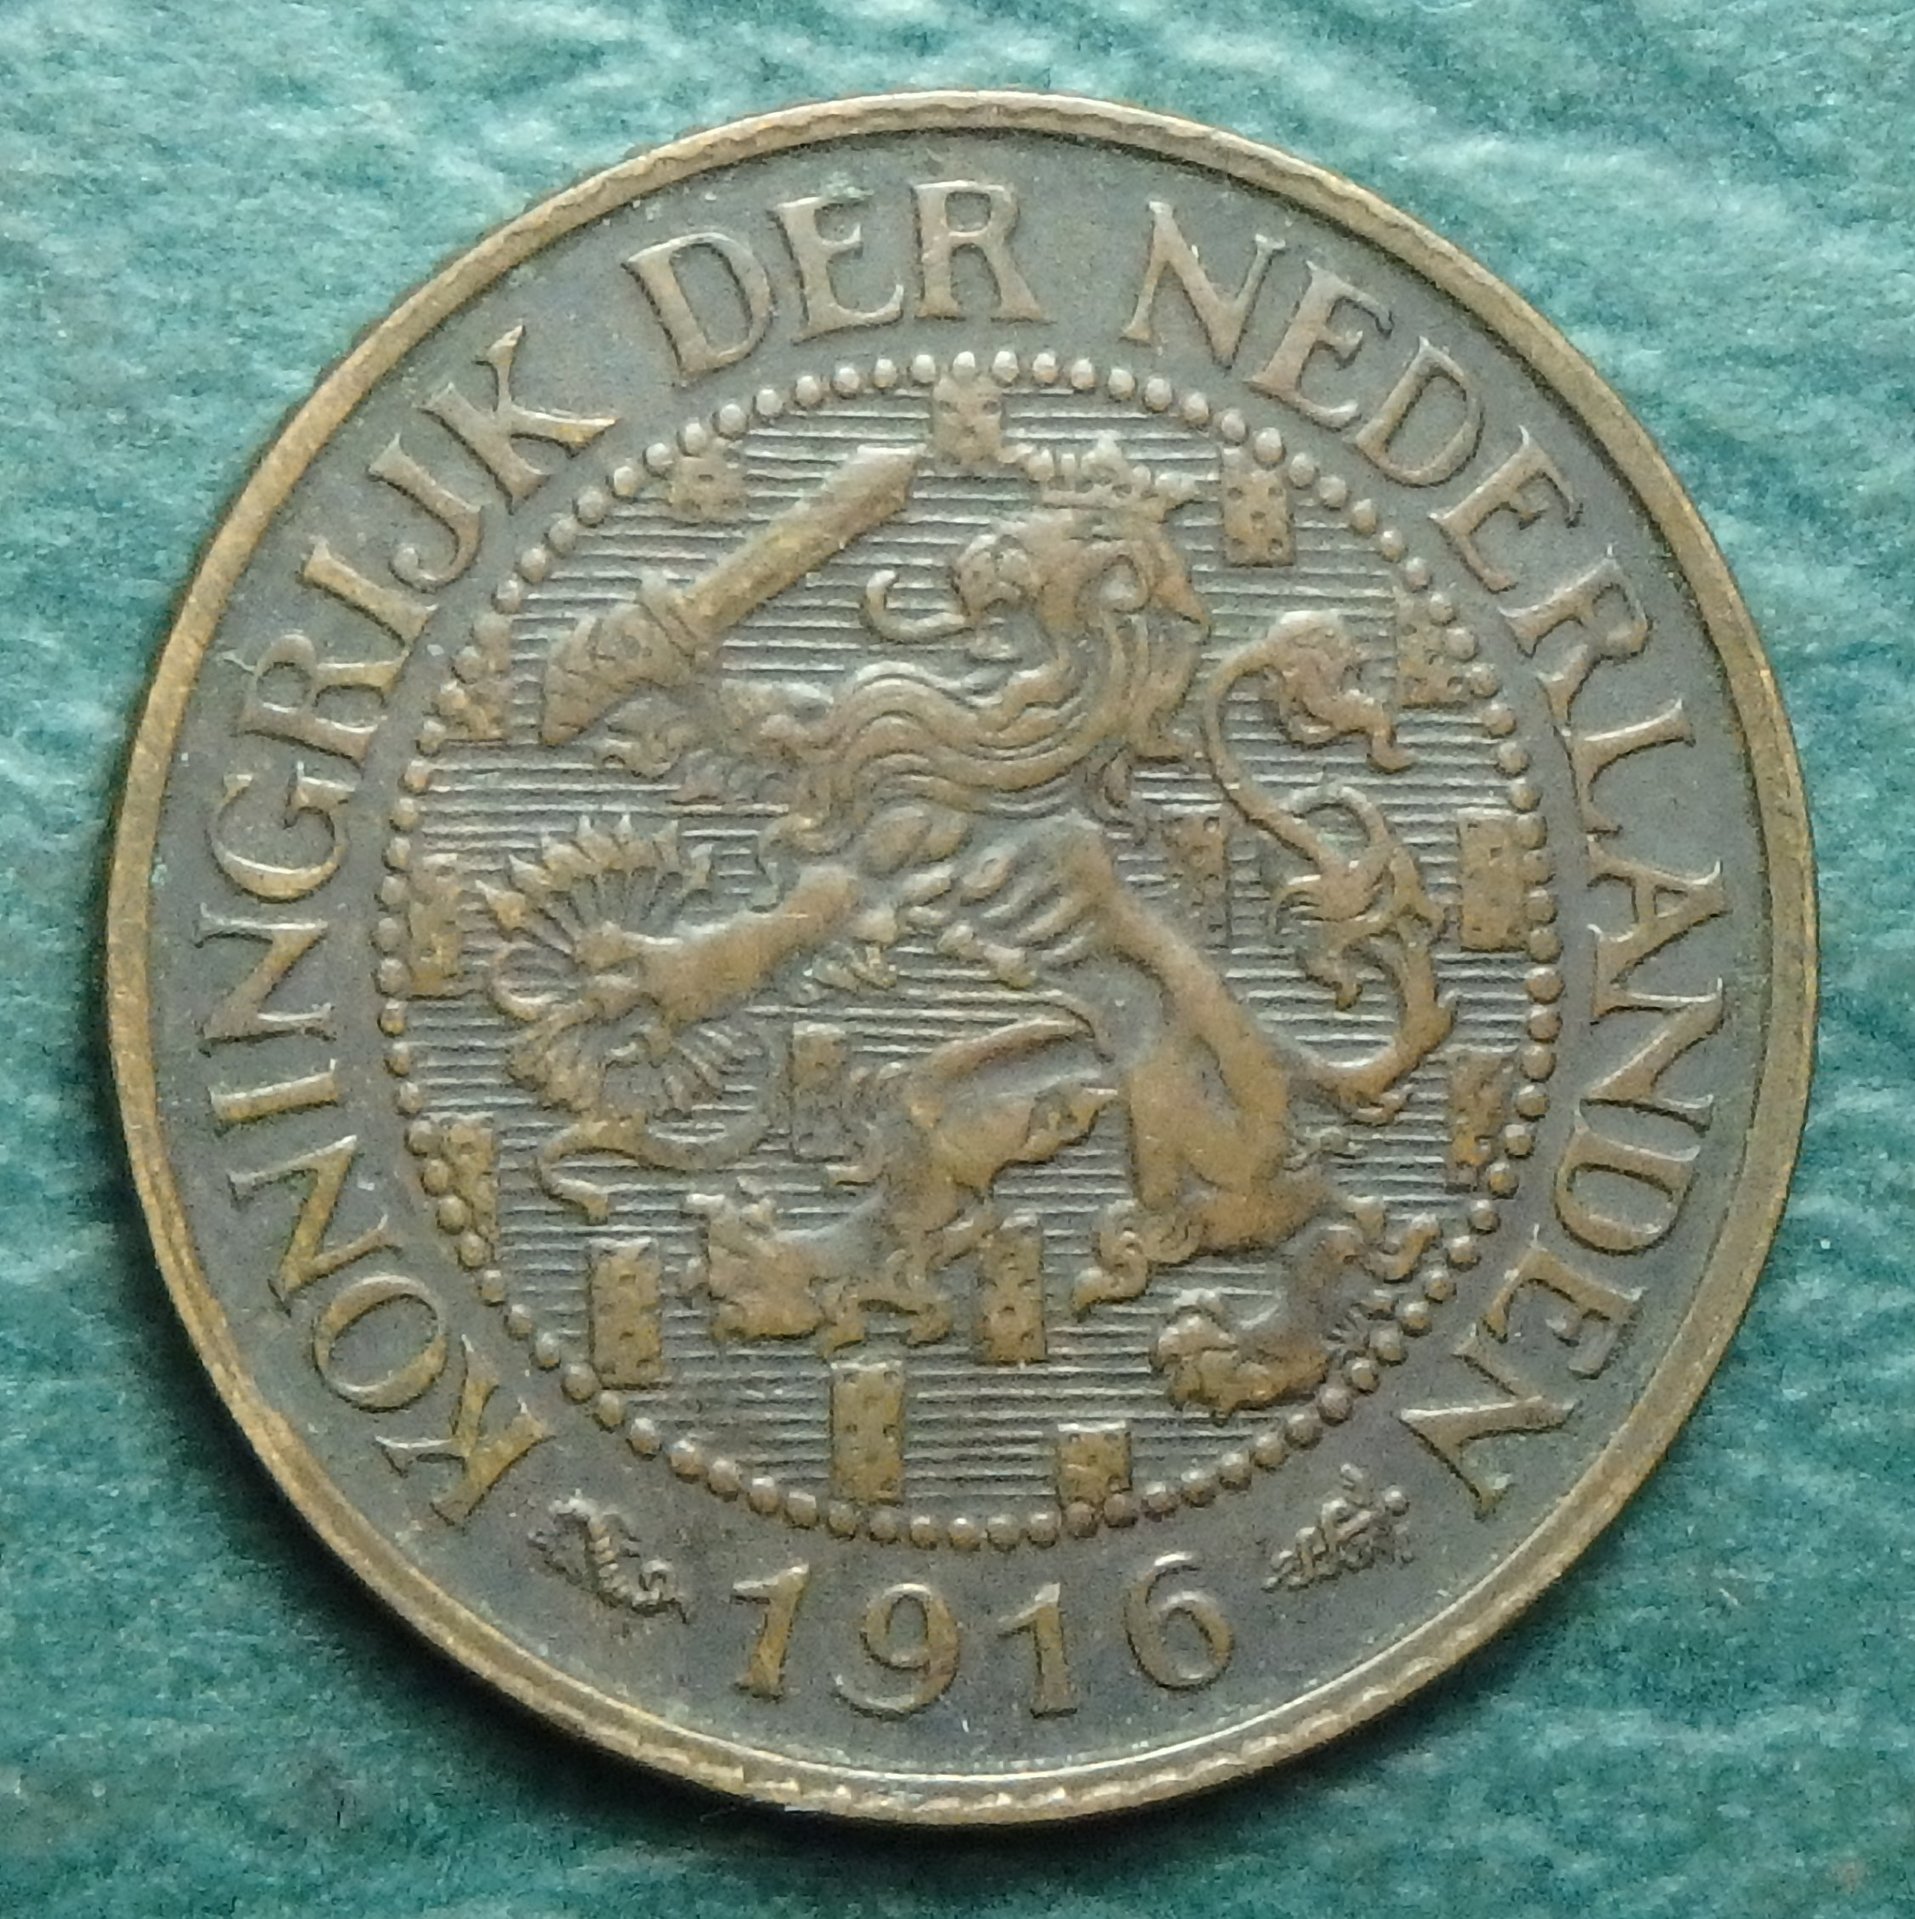 KONINGRIJK DER NEDERLANDEN
1916